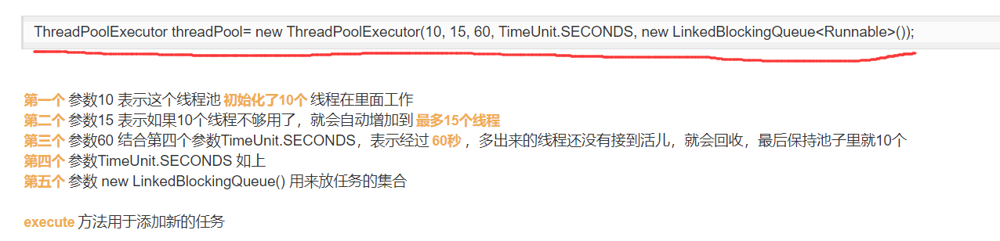 ThreadPoolExecutor threadPool= new ThreadPoolExecutor(10, 15, 60, TimeUnit.SECONDS, new LinkedBlockingQueue<Runnable>());
第一个 参数10 表示这个线程池 初始化了10个 线程在里面工作
第二个 参数15 表示如果10个线程不够用了，就会自动增加到 最多15个线程
第三个 参数60 结合第四个参数TimeUnit.SECONDS，表示经过 60秒 ，多出来的线程还没有接到活儿，就会回收，最后保持池子里就10个
第四个 参数TimeUnit.SECONDS 如上
第五个 参数 new LinkedBlockingQueue() 用来放任务的集合
execute 方法用于添加新的任务